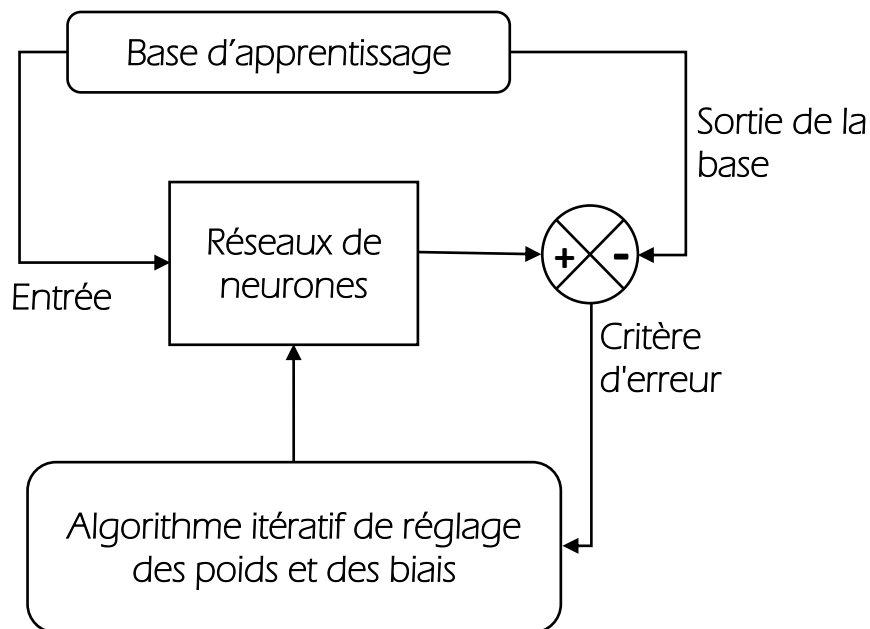 Base d'apprentissage
Sortie de la
base
Réseaux de
neurones
+ -
Entrée
Critère
d'erreur
Algorithme itératif de réglage
des poids et des biais